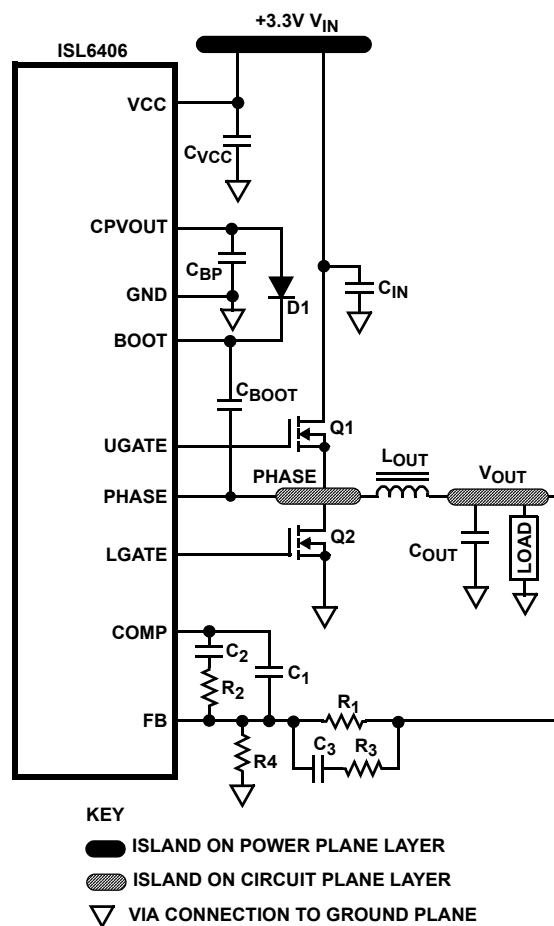 +3.3V VIN
ISL6406
VCC
CVCC
CPVOUT
CBP
GND
D1
CIN
BOOT
CBOOT
UGATE
Q1
PHASE
PHASE
LOUT
VOUT
LGATE
Q2
COUT
LOAD
COMP
C2
R2
C1
FB
R4
R1
C3
R3
KEY
ISLAND ON POWER PLANE LAYER
ISLAND ON CIRCUIT PLANE LAYER
VIA CONNECTION TO GROUND PLANE